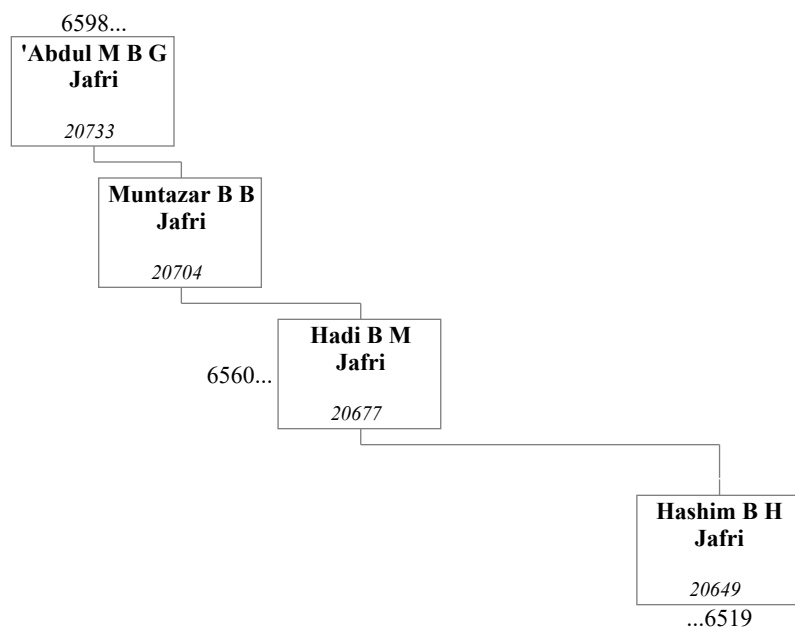 6598...
'Abdul M B G
Jafri
20733
Muntazar B B
Jafri
20704
Hadi B M
Jafri
6560...
20677
Hashim B H
Jafri
20649
...6519